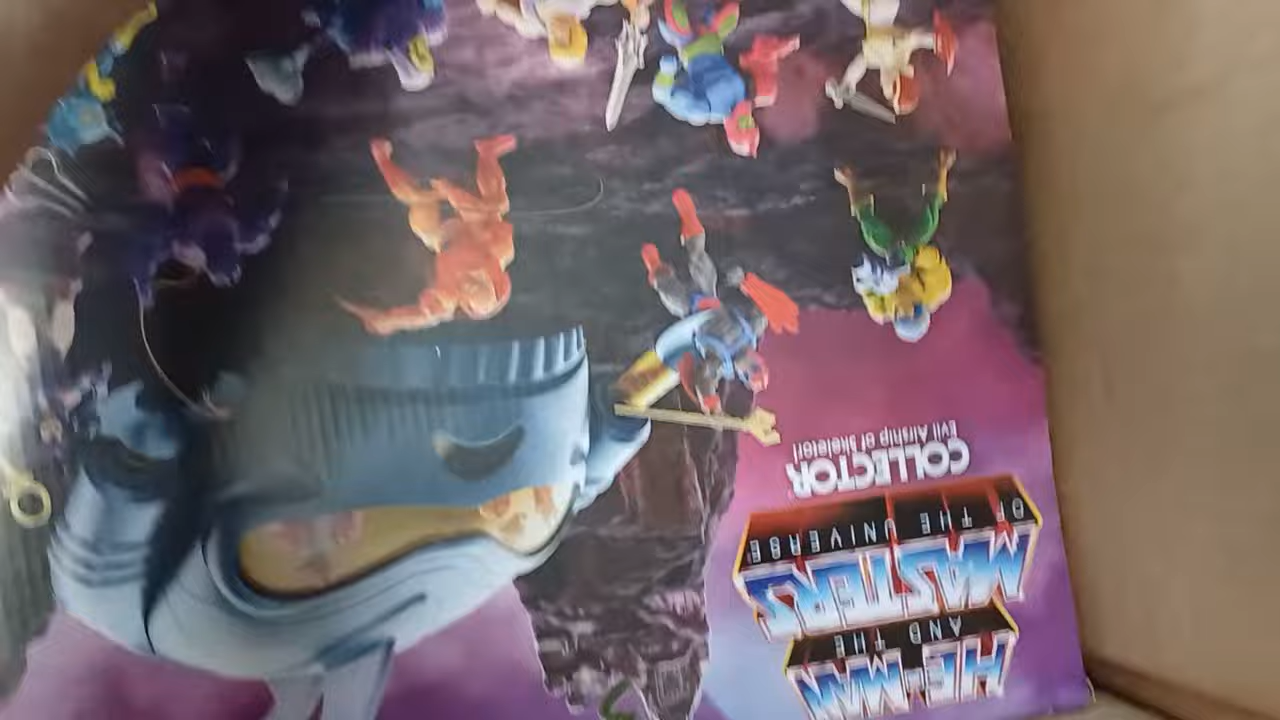 HE-MAN
AND THE
MASTERS
OF THE UNIVERSE
COLLECTOR
Evil Airship of Skeletor!